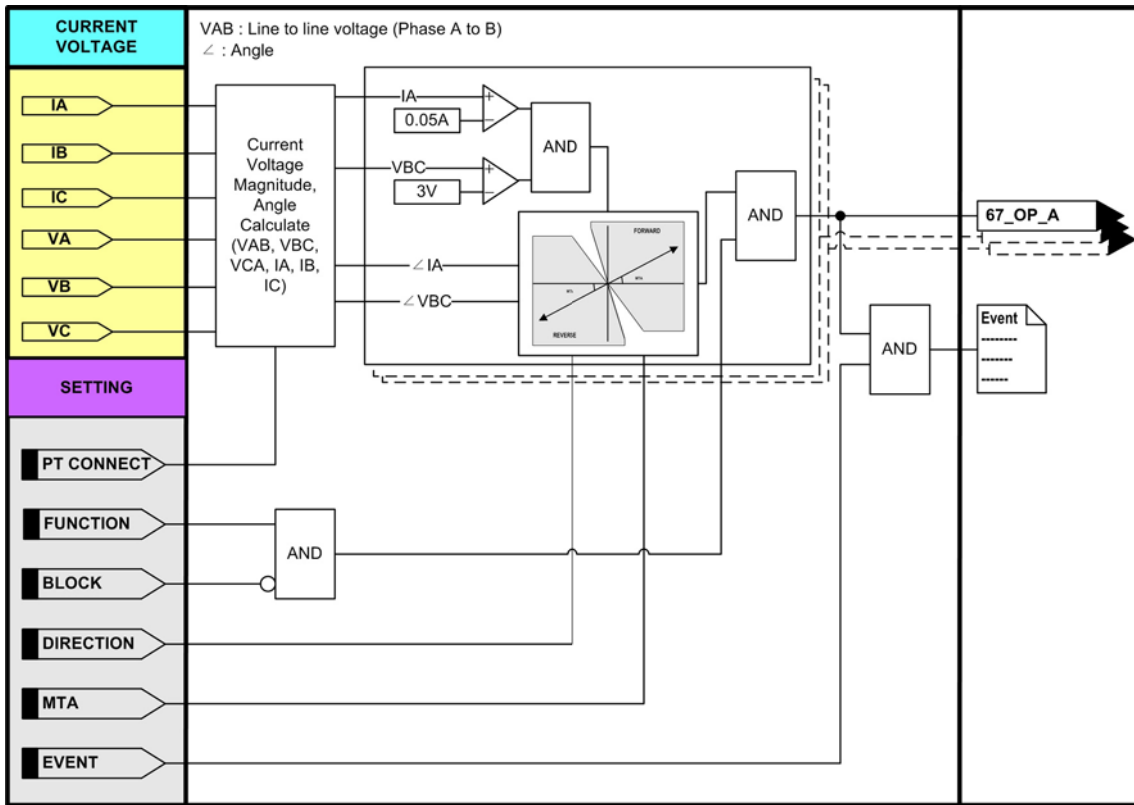 CURRENT
VOLTAGE
VAB : Line to line voltage (Phase A to B)
∠ : Angle
IA
IB
IC
VA
VB
VC
Current
Voltage
Magnitude,
Angle
Calculate
(VAB, VBC,
VCA, IA, IB,
IC)
IA
0.05A
VBC
3V
AND
∠IA
∠VBC
FORWARD
MTA
MTA
REVERSE
AND
67_OP_A
AND
Event
SETTING
PT CONNECT
FUNCTION
BLOCK
AND
DIRECTION
MTA
EVENT